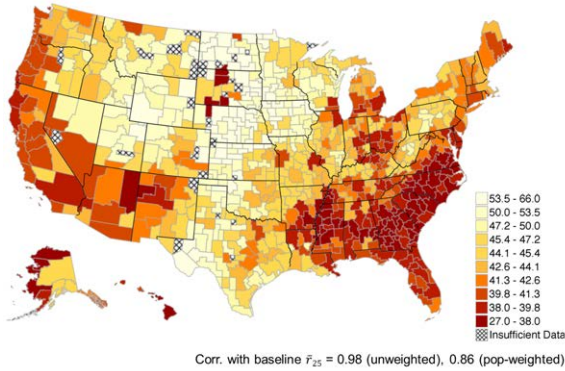 53.5 - 66.0
50.0 - 53.5
47.2 - 50.0
45.4 - 47.2
44.1 - 45.4
42.6 - 44.1
41.3 - 42.6
39.8 - 41.3
38.0 - 39.8
27.0 - 38.0
Insufficient Data
Corr. with baseline r̄₂₅ = 0.98 (unweighted), 0.86 (pop-weighted)